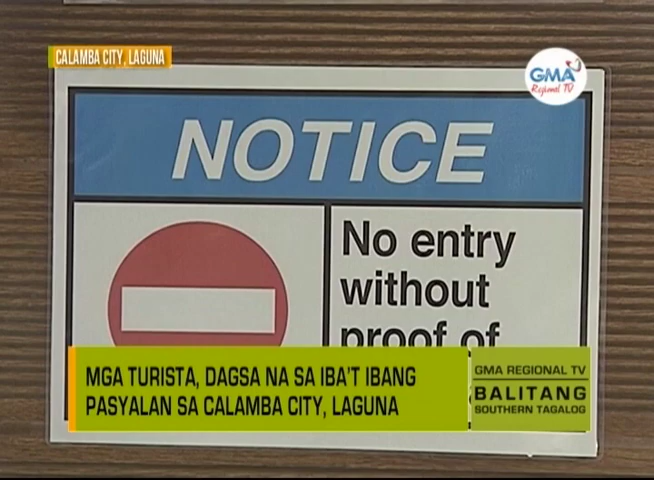 CALAMBA CITY, LAGUNA
GMA
Regional TV
NOTICE
No entry
without
proof of
MGA TURISTA, DAGSA NA SA IBA'T IBANG
PASYALAN SA CALAMBA CITY, LAGUNA
GMA REGIONAL TV
BALITANG
SOUTHERN TAGALOG